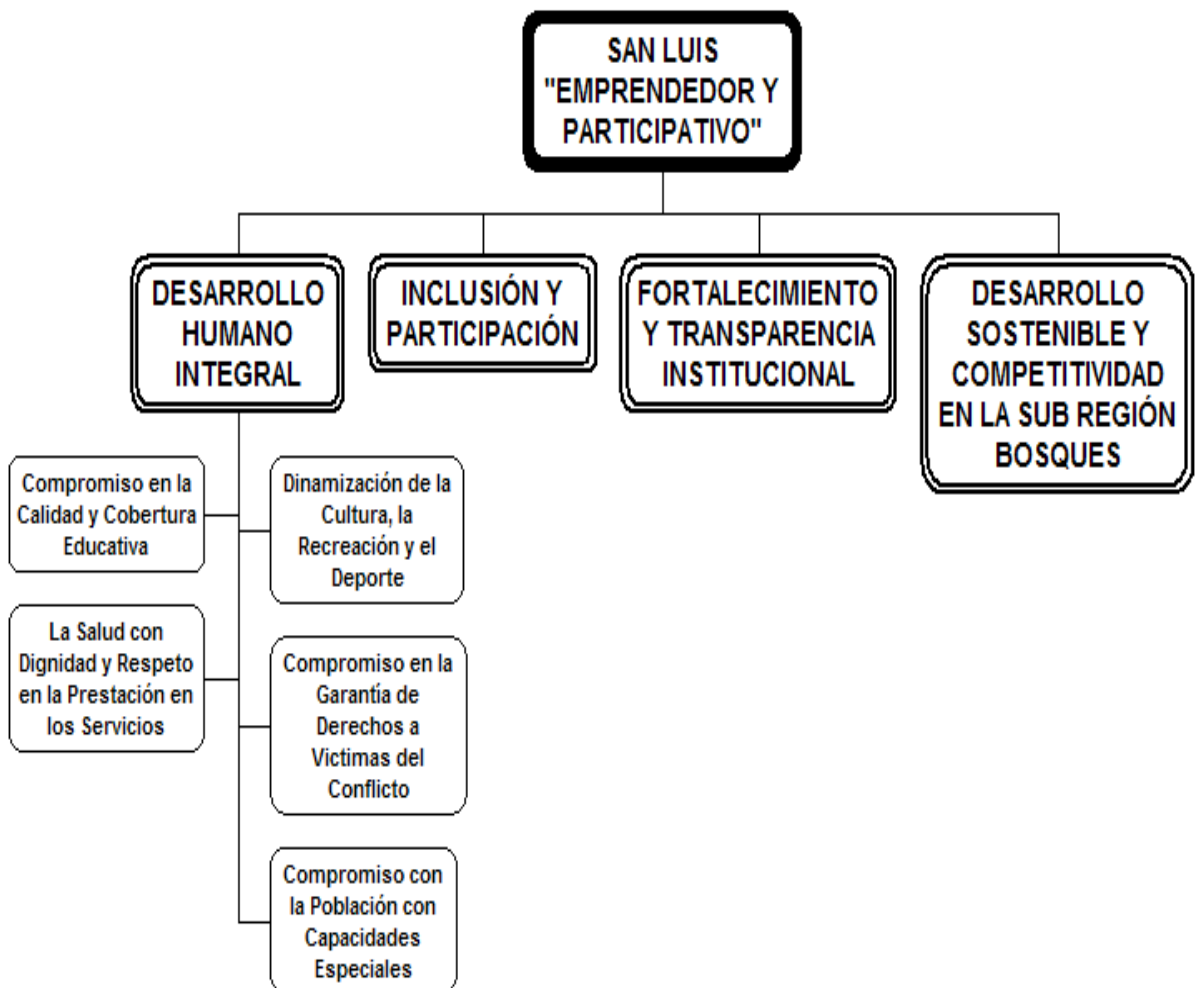 SAN LUIS
"EMPRENDEDOR Y
PARTICIPATIVO"
DESARROLLO
HUMANO
INTEGRAL
INCLUSIÓN Y
PARTICIPACIÓN
FORTALECIMIENTO
Y TRANSPARENCIA
INSTITUCIONAL
DESARROLLO
SOSTENIBLE Y
COMPETITIVIDAD
EN LA SUB REGIÓN
BOSQUES
Compromiso en la
Calidad y Cobertura
Educativa
Dinamización de la
Cultura, la
Recreación y el
Deporte
La Salud con
Dignidad y Respeto
en la Prestación en
los Servicios
Compromiso en la
Garantía de
Derechos a
Victimas del
Conflicto
Compromiso con
la Población con
Capacidades
Especiales